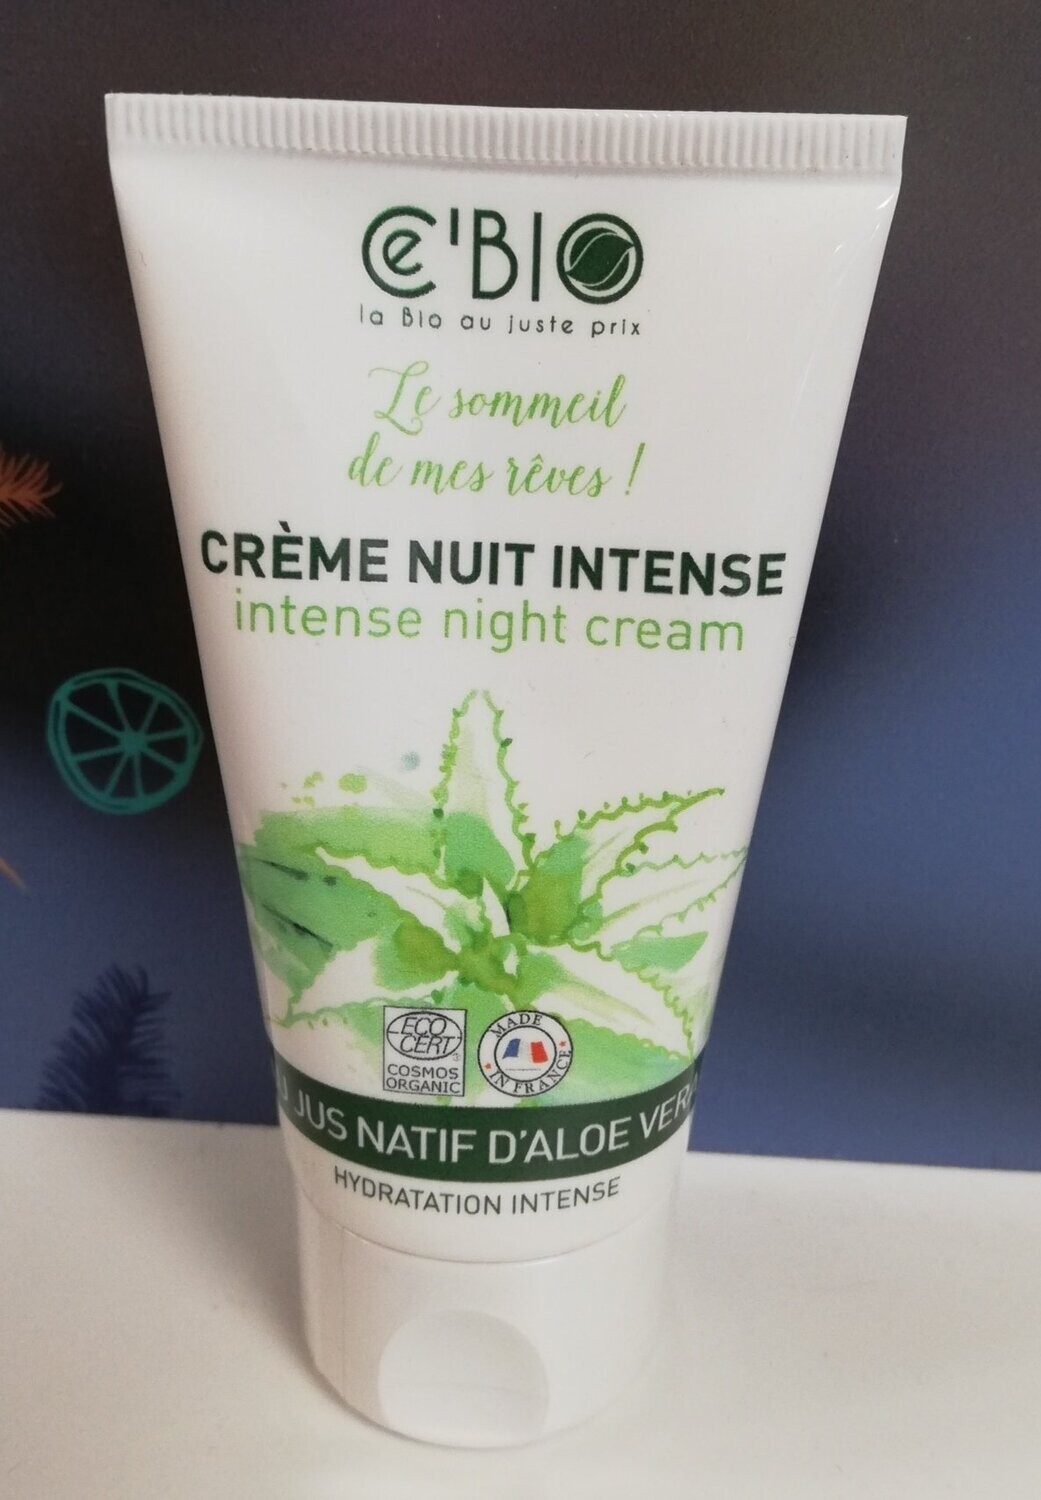 Ce'BIO
la Bio au juste prix
Le sommeil
de mes rêves !
CRÈME NUIT INTENSE
intense night cream
ECO
CERT
COSMOS
ORGANIC
MADE
IN FRANCE
JUS NATIF D'ALOE VERA
HYDRATATION INTENSE